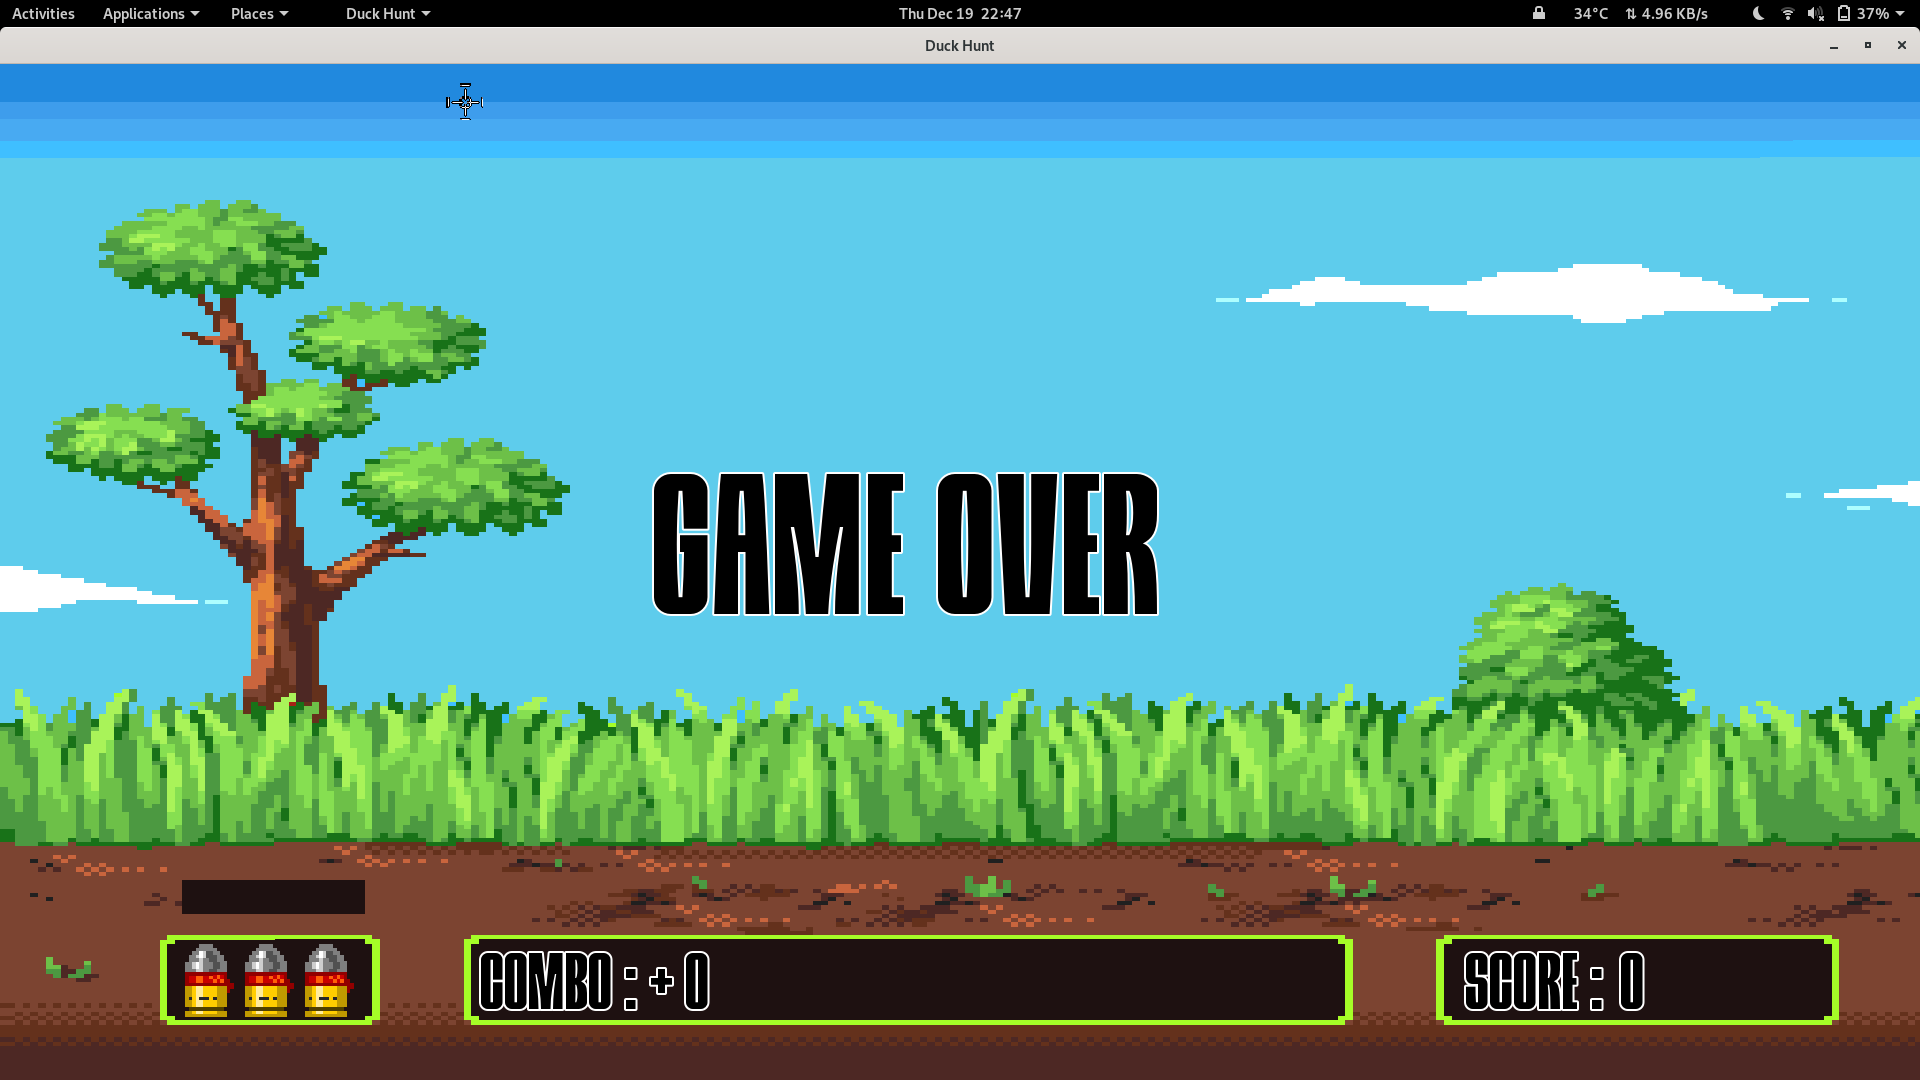 Activities Applications Places Duck Hunt Thu Dec 19 22:47 34°C 4.96 KB/s 37%
Duck Hunt
GAME OVER
COMBO : + 0 SCORE : 0